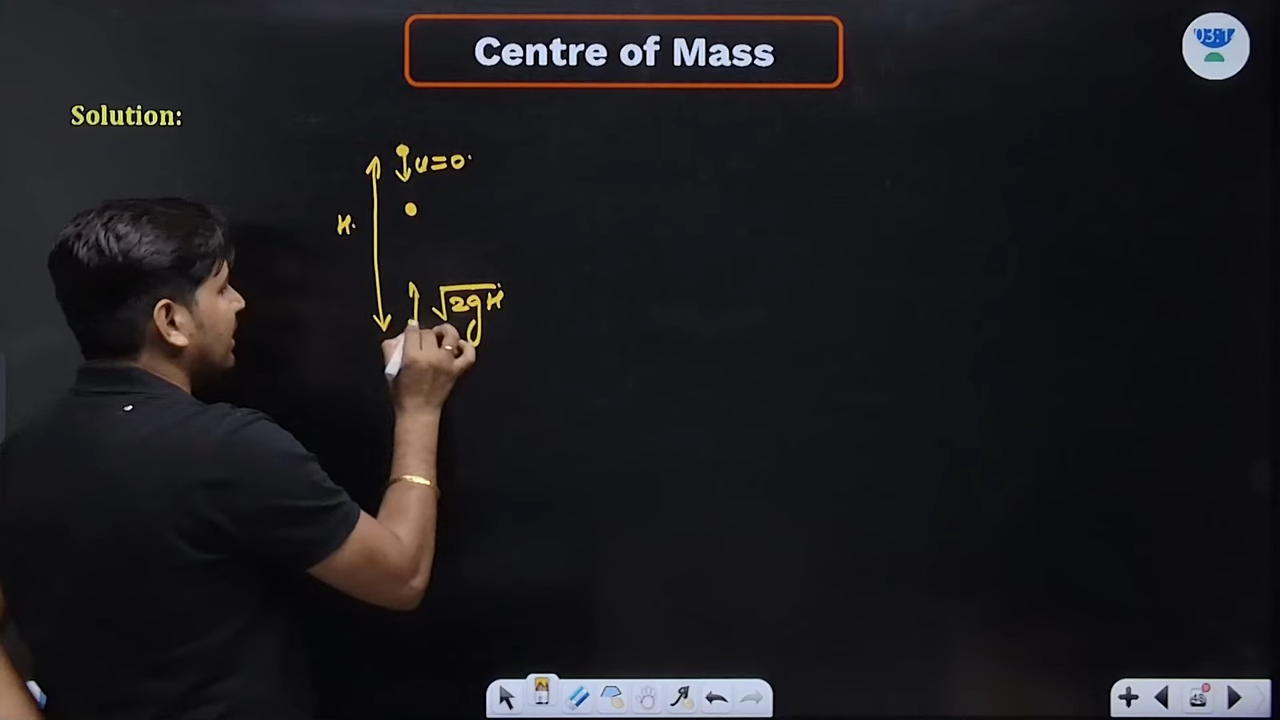 Centre of Mass
Solution:
u=0
H.
√2gH